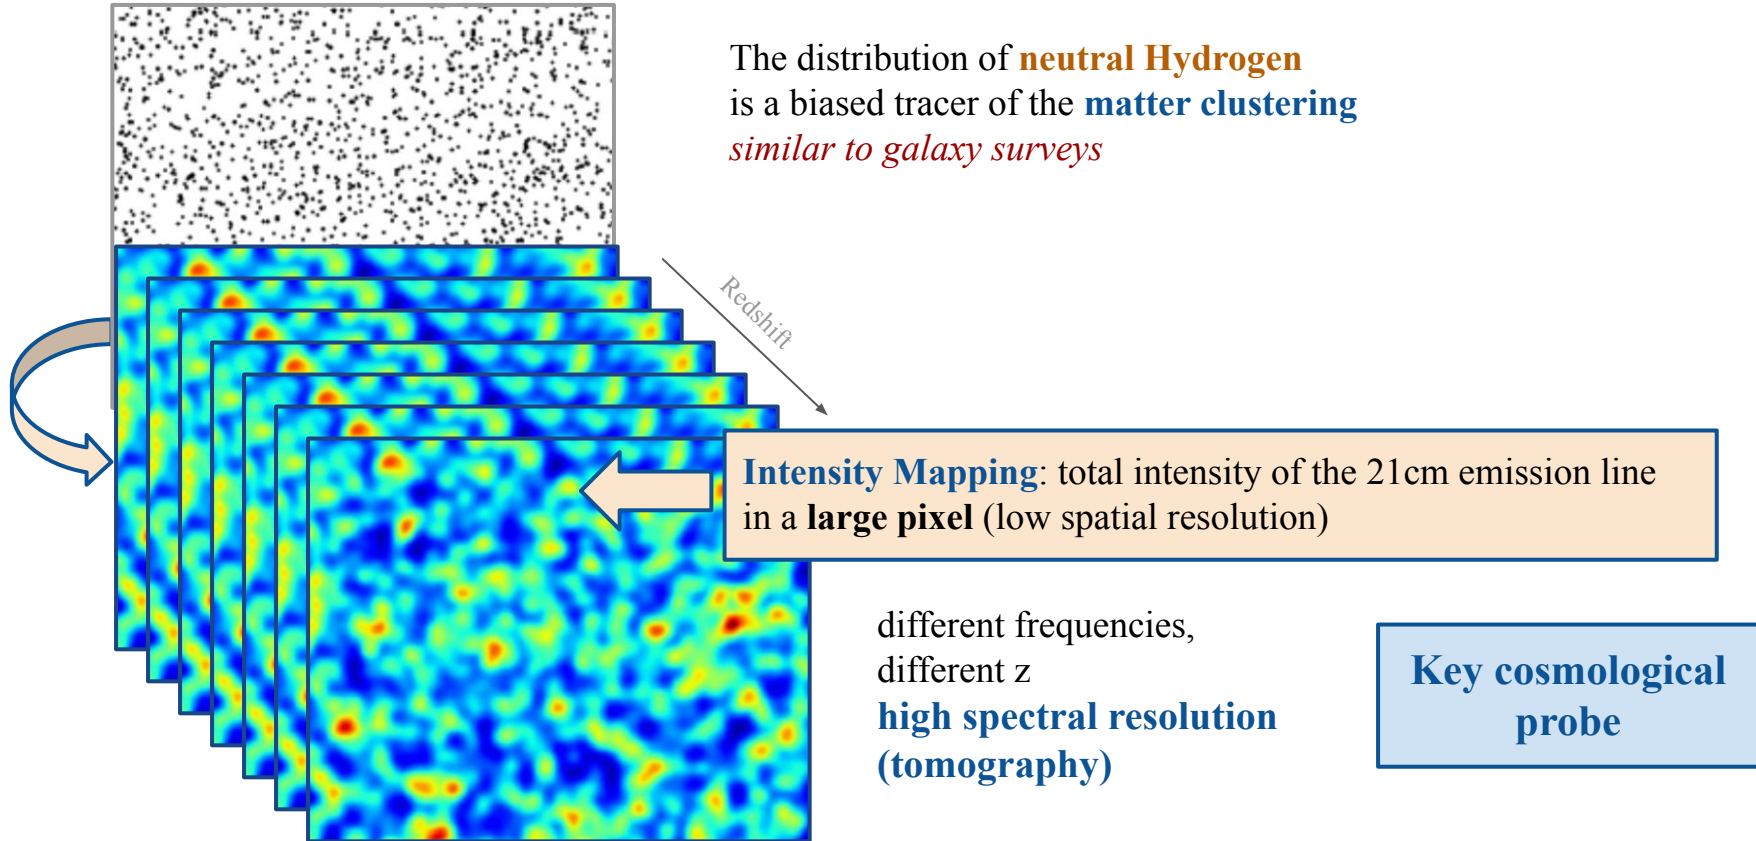 The distribution of neutral Hydrogen
is a biased tracer of the matter clustering
similar to galaxy surveys
Redshift
Intensity Mapping: total intensity of the 21cm emission line
in a large pixel (low spatial resolution)
different frequencies,
different z
high spectral resolution
(tomography)
Key cosmological
probe